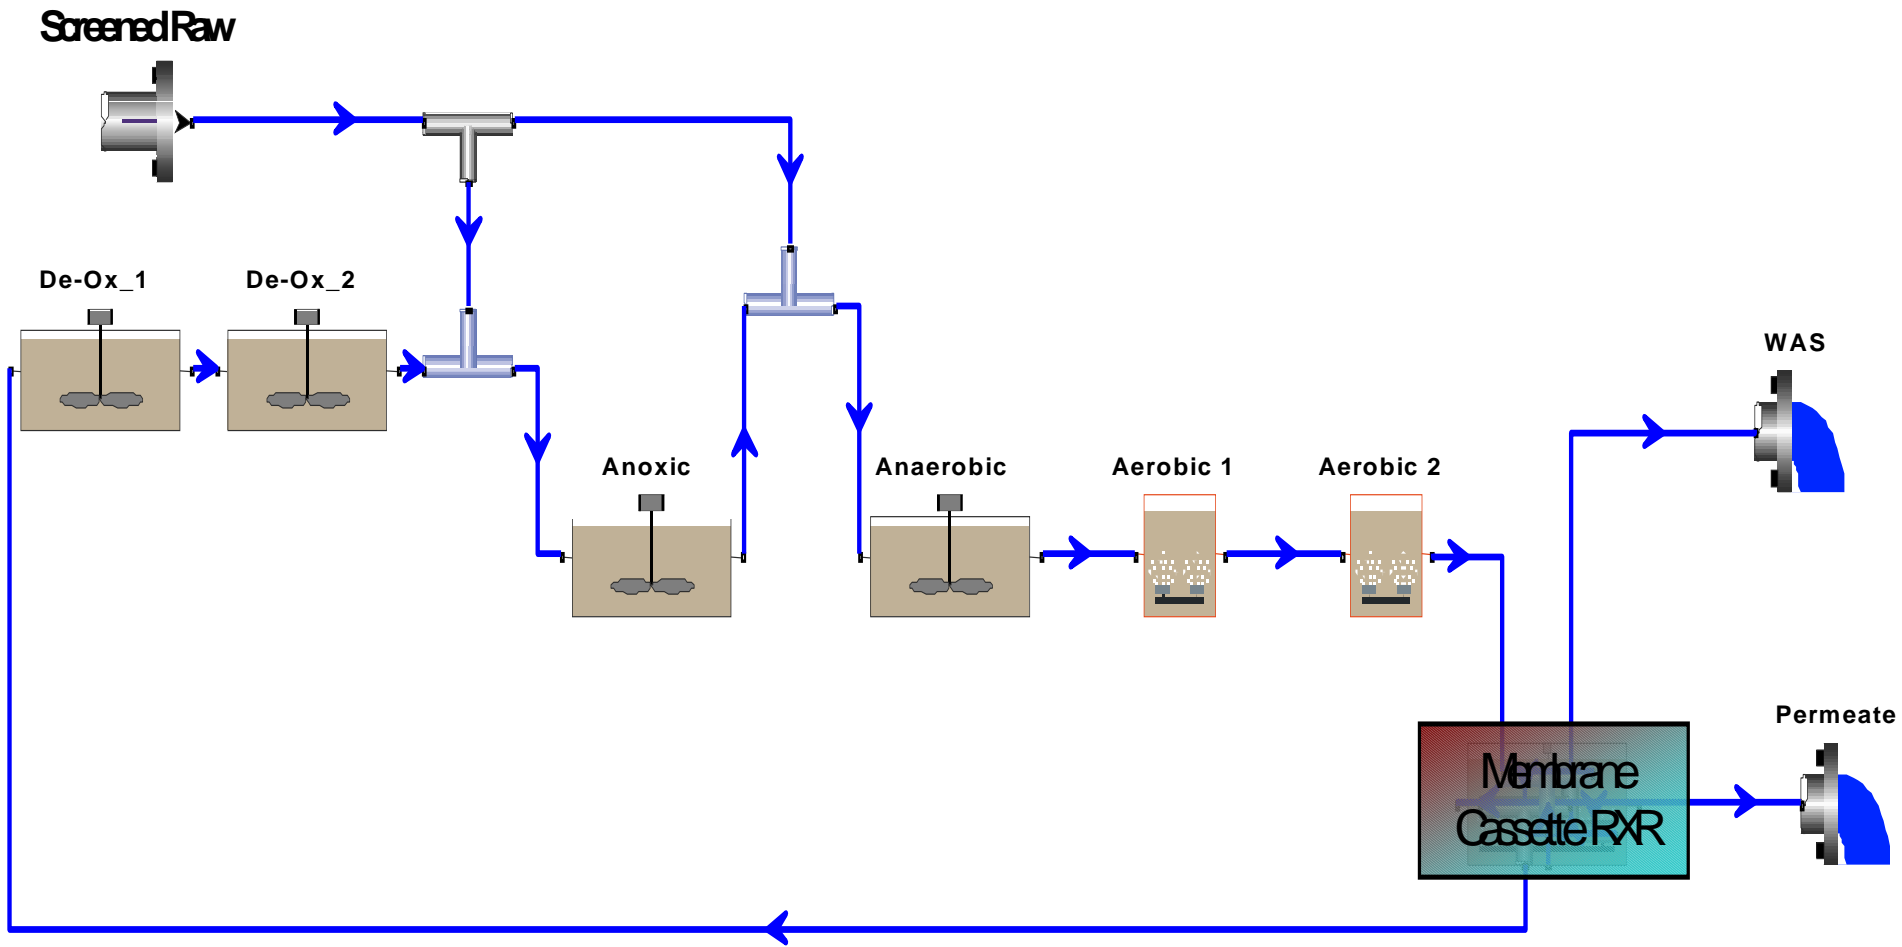 Screened Raw
De-Ox_1
De-Ox_2
WAS
Anoxic
Anaerobic
Aerobic 1
Aerobic 2
Permeate
Membrane
Cassette RXR